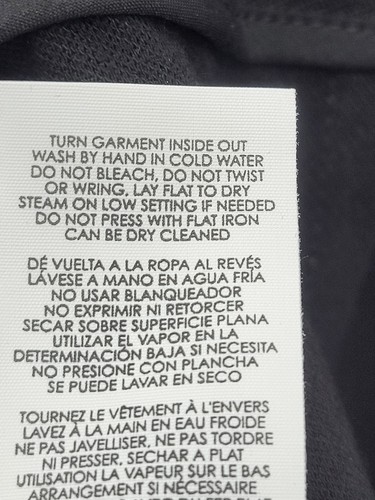 TURN GARMENT INSIDE OUT
WASH BY HAND IN COLD WATER
DO NOT BLEACH, DO NOT TWIST
OR WRING, LAY FLAT TO DRY
STEAM ON LOW SETTING IF NEEDED
DO NOT PRESS WITH FLAT IRON
CAN BE DRY CLEANED
DÉ VUELTA A LA ROPA AL REVÉS
LÁVESE A MANO EN AGUA FRÍA
NO USAR BLANQUEADOR
NO EXPRIMIR NI RETORCER
SECAR SOBRE SUPERFICIE PLANA
UTILIZAR EL VAPOR EN LA
DETERMINACIÓN BAJA SI NECESITA
NO PRESIONE CON PLANCHA
SE PUEDE LAVAR EN SECO
TOURNEZ LE VÊTEMENT À L'ENVERS
LAVEZ À LA MAIN EN EAU FROIDE
NE PAS JAVELLISER, NE PAS TORDRE
NI PRESSER. SECHAR A PLAT
UTILISATION LA VAPEUR SUR LE BAS
ARRANGEMENT SI NÉCESSAIRE